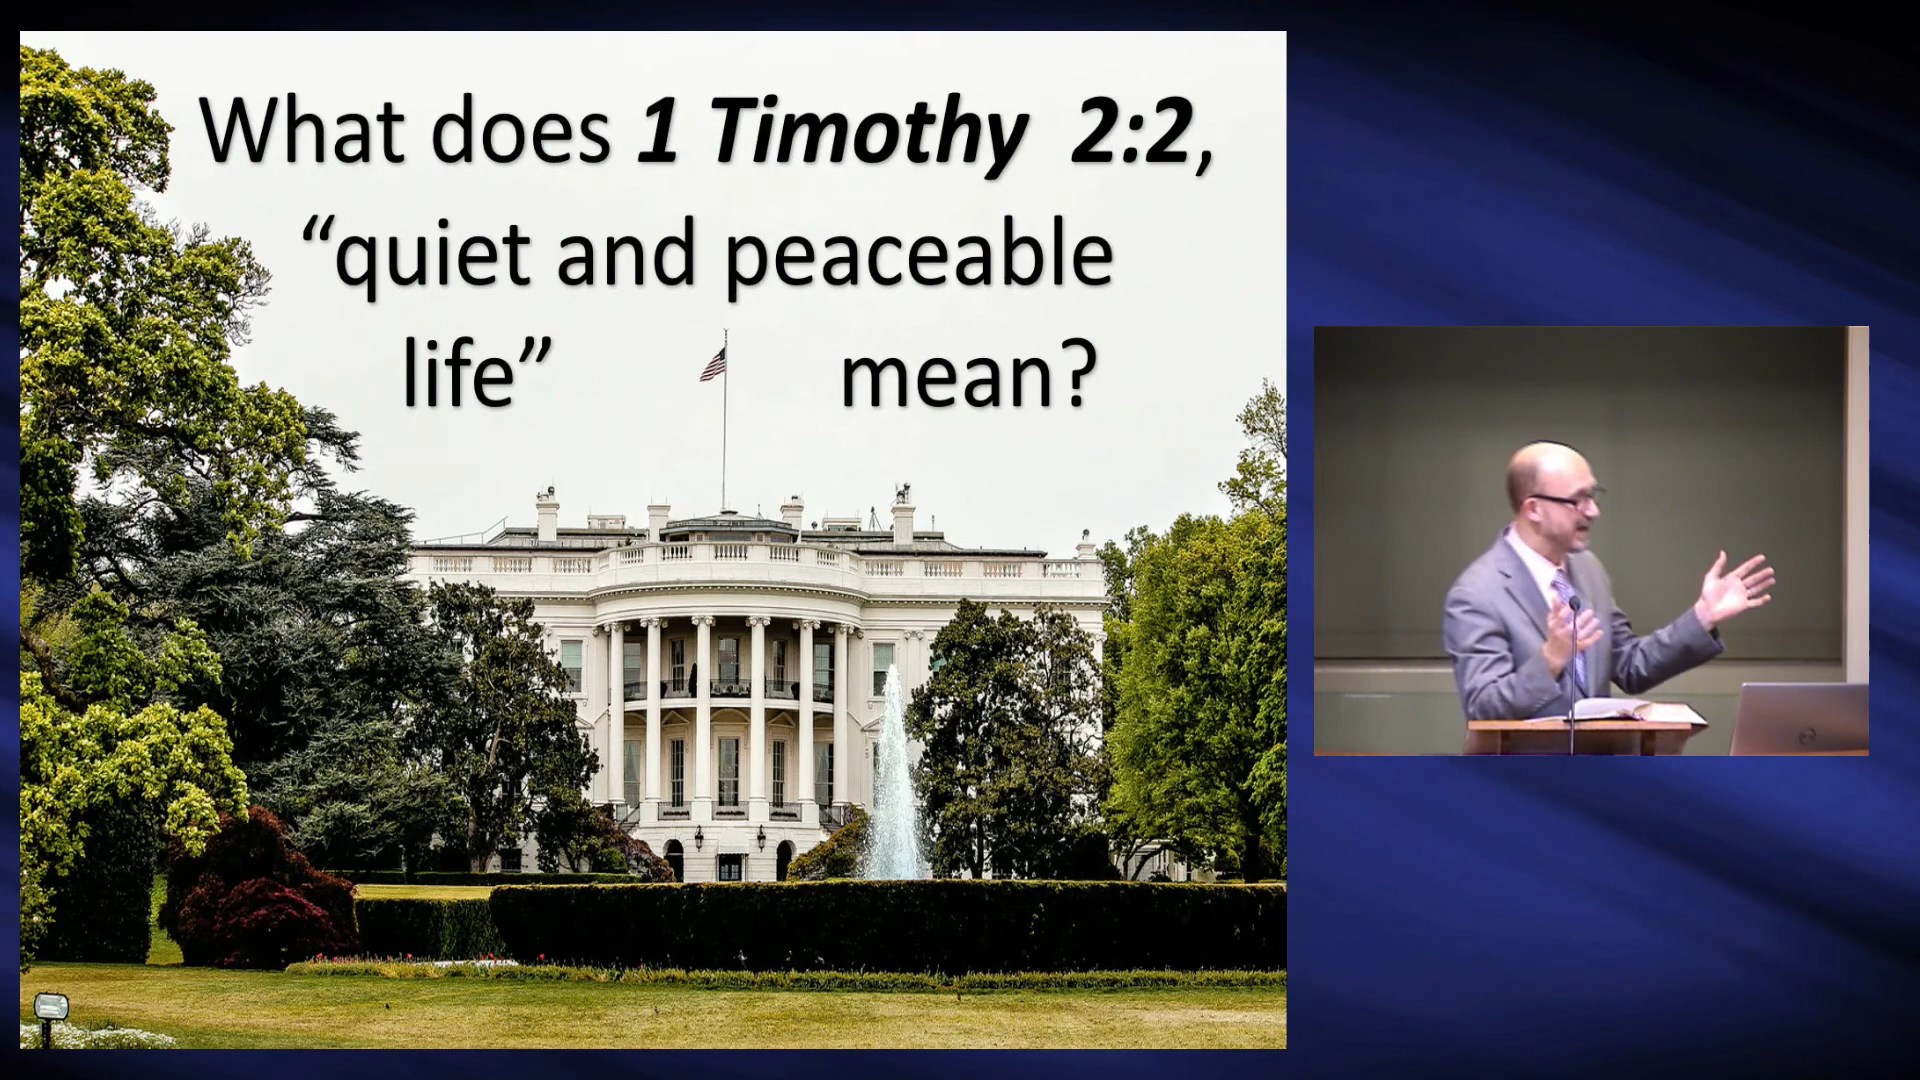 What does 1 Timothy 2:2,
“quiet and peaceable
life” mean?